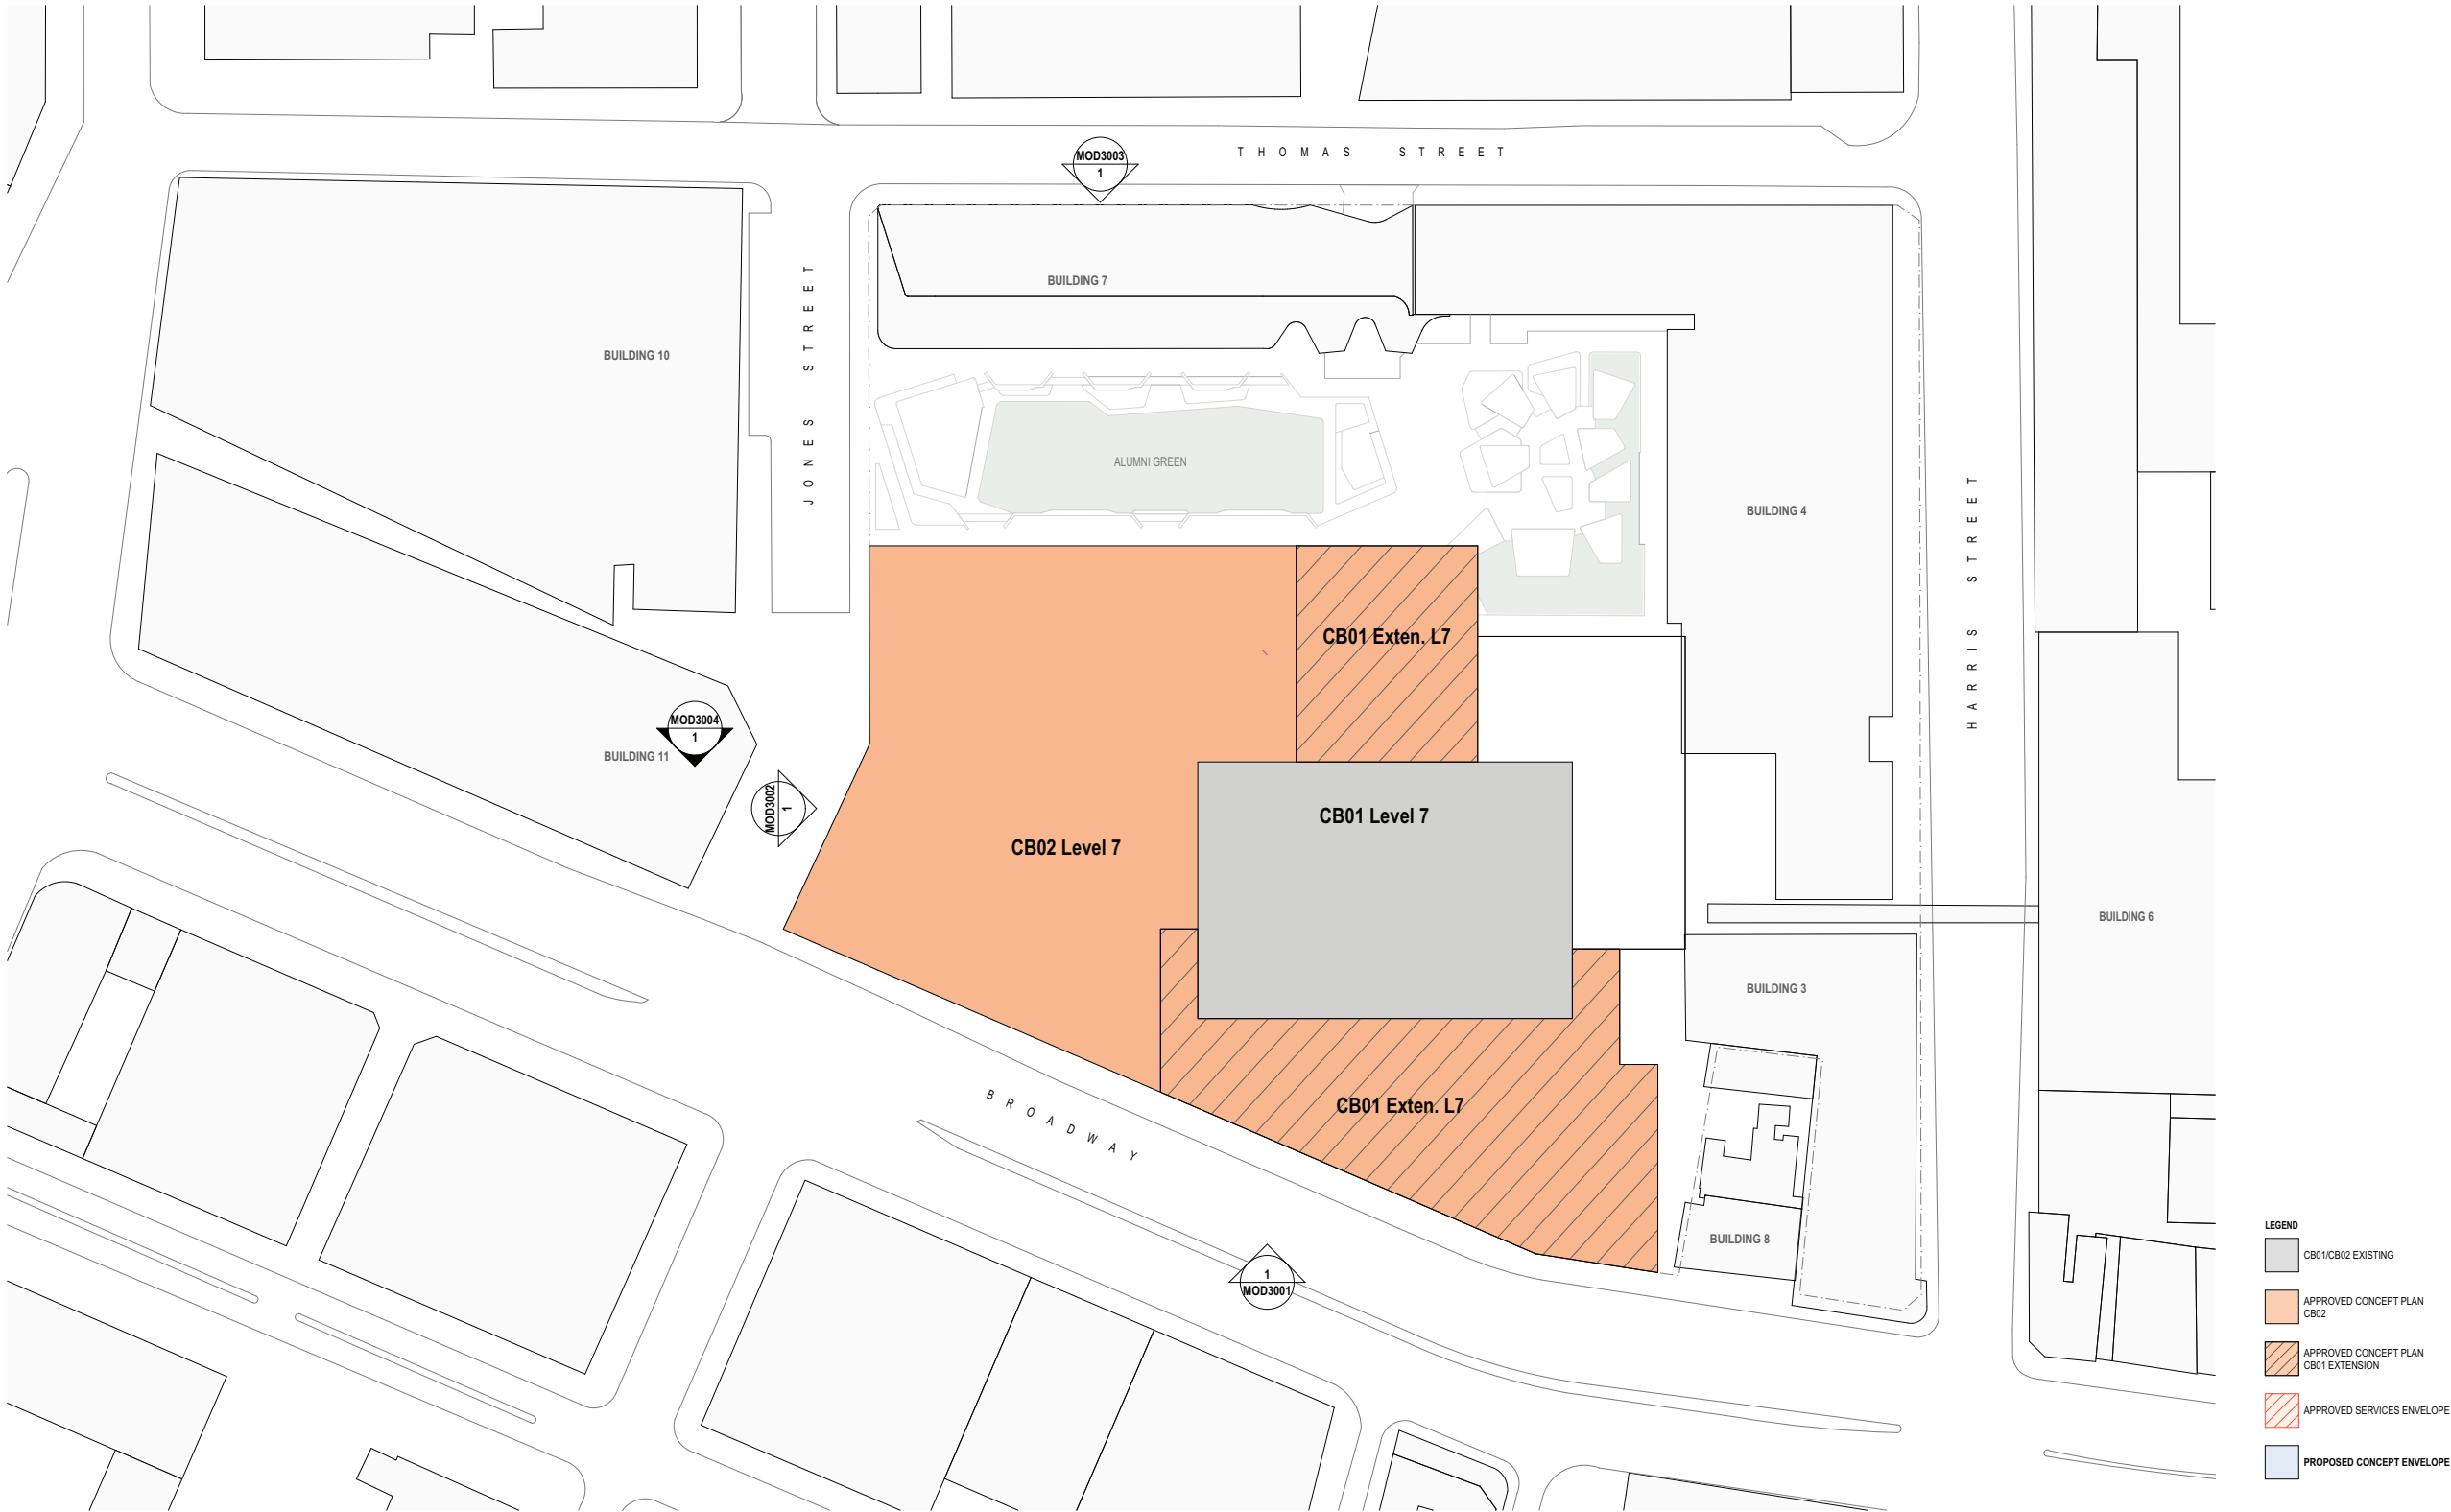 THOMAS STREET
MOD3003
1
BUILDING 7
JONES STREET
BUILDING 10
ALUMNI GREEN
BUILDING 4
HARRIS STREET
CB01 Exten. L7
MOD3004
1
BUILDING 11
MOD3002
1
CB01 Level 7
CB02 Level 7
BUILDING 6
BUILDING 3
CB01 Exten. L7
BROADWAY
BUILDING 8
1
MOD3001
LEGEND
CB01/CB02 EXISTING
APPROVED CONCEPT PLAN
CB02
APPROVED CONCEPT PLAN
CB01 EXTENSION
APPROVED SERVICES ENVELOPE
PROPOSED CONCEPT ENVELOPE